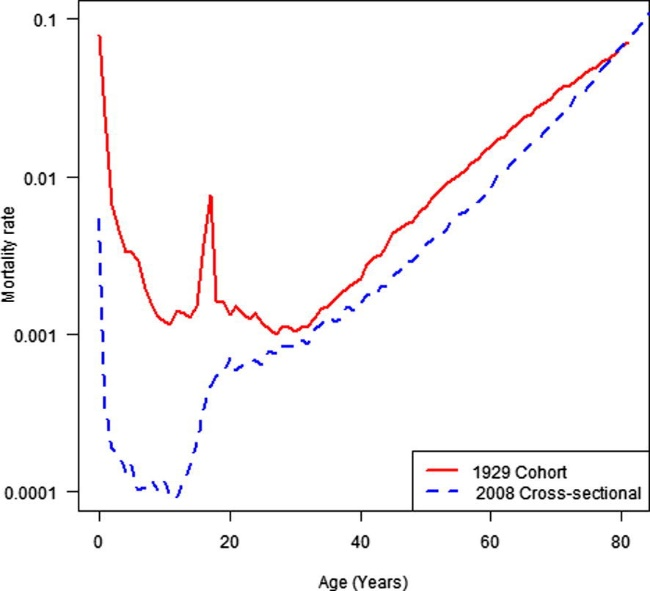 0.1
0.01
0.001
0.0001
Mortality rate
0 20 40 60 80
Age (Years)
1929 Cohort
2008 Cross-sectional